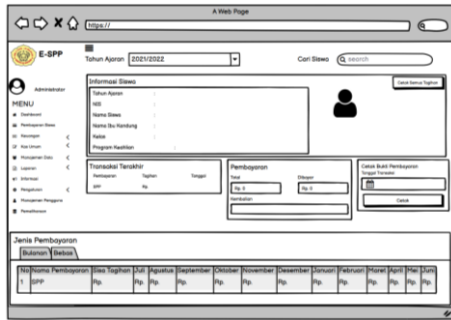 A Web Page
https://
E-SPP
Tahun Ajaran 2021/2022 Cari Siswa search
Administrator
MENU
Dashboard
Pembayaran Siswa
Keuangan
Kas Umum
Manajemen Data
Laporan
Informasi
Pengaturan
Manajemen Pengguna
Pemeliharaan
Informasi Siswa
Cetak Semua Tagihan
Tahun Ajaran :
NIS :
Nama Siswa :
Nama Ibu Kandung :
Kelas :
Program Keahlian :
Transaksi Terakhir
Pembayaran Tagihan Tanggal
SPP Rp.
Pembayaran
Total Dibayar
Rp. 0 Rp. 0
Kembalian
Cetak Bukti Pembayaran
Tanggal Transaksi
Cetak
Jenis Pembayaran
Bulanan Bebas
No Nama Pembayaran Sisa Tagihan Juli Agustus September Oktober November Desember Januari Februari Maret April Mei Juni
1 SPP Rp. Rp. Rp. Rp. Rp. Rp. Rp. Rp. Rp. Rp. Rp. Rp. Rp.